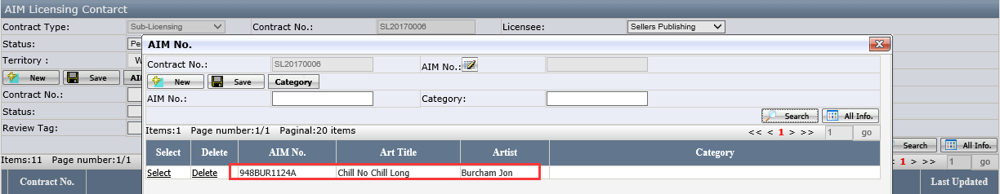 AIM Licensing Contarct
Contract Type: Sub-Licensing Contract No.: SL20170006 Licensee: Sellers Publishing
Status: Pe
Territory : W
New Save AI
Contract No.:
Status:
Review Tag:
Search All Info.
Items:11 Page number:1/1 1 > >> 1 go
Contract No. Last Updated
AIM No.
Contract No.: SL20170006 AIM No.:
New Save Category
AIM No.: Category:
Search All Info.
Items:1 Page number:1/1 Paginal:20 items << < 1 > >> 1 go
Select Delete AIM No. Art Title Artist Category
Select Delete 948BUR1124A Chill No Chill Long Burcham Jon